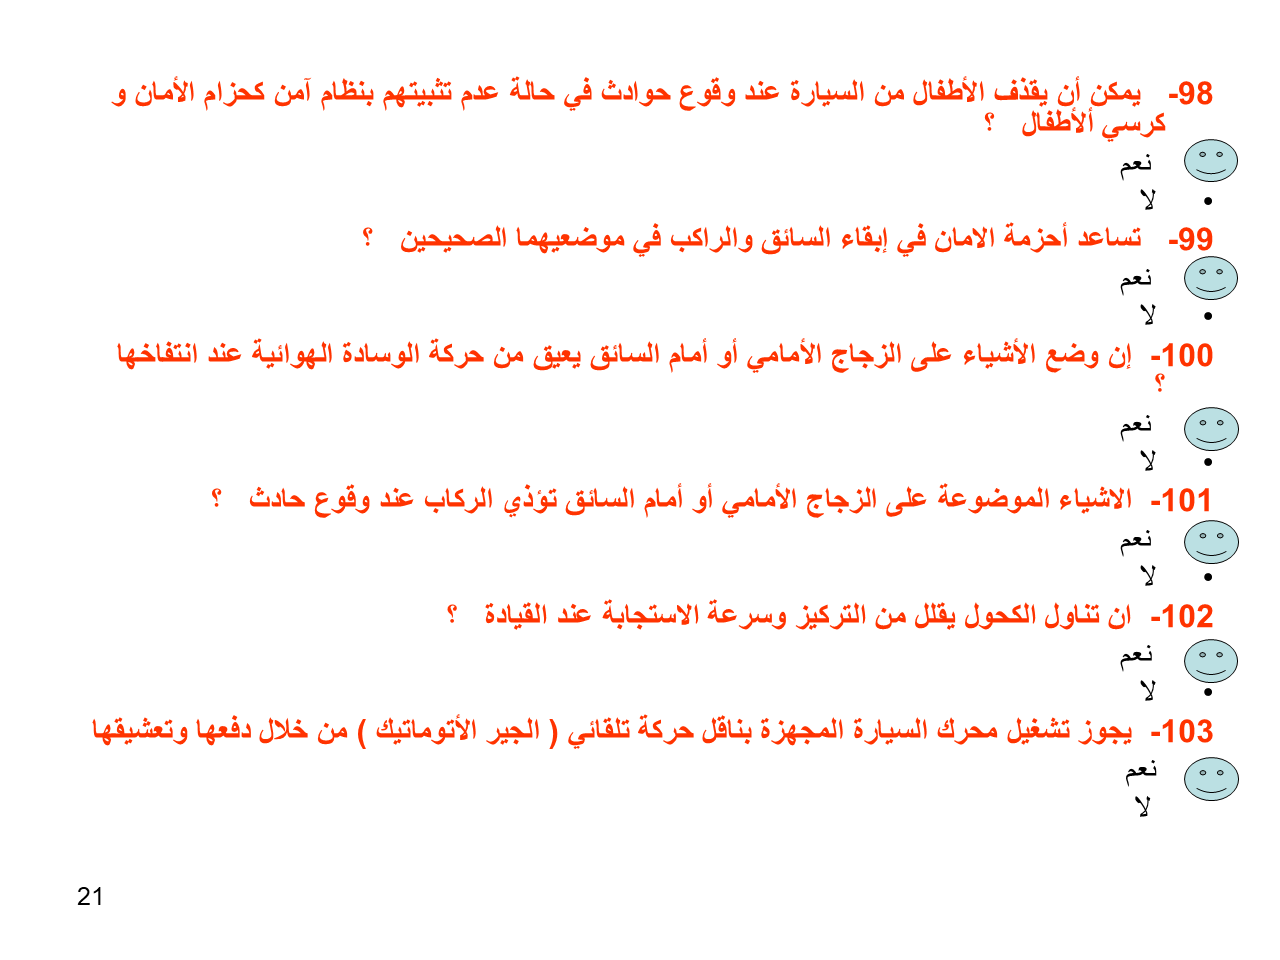 98- يمكن أن يقذف الأطفال من السيارة عند وقوع حوادث في حالة عدم تثبيتهم بنظام آمن كحزام الأمان و
كرسي ألأطفال ؟
نعم
• لا
99- تساعد أحزمة الامان في إبقاء السائق والراكب في موضعيهما الصحيحين ؟
نعم
• لا
100- إن وضع الأشياء على الزجاج الأمامي أو أمام السائق يعيق من حركة الوسادة الهوائية عند انتفاخها
؟
نعم
• لا
101- الاشياء الموضوعة على الزجاج الأمامي أو أمام السائق تؤذي الركاب عند وقوع حادث ؟
نعم
• لا
102- ان تناول الكحول يقلل من التركيز وسرعة الاستجابة عند القيادة ؟
نعم
• لا
103- يجوز تشغيل محرك السيارة المجهزة بناقل حركة تلقائي ( الجير الأتوماتيك ) من خلال دفعها وتعشيقها
نعم
لا
21